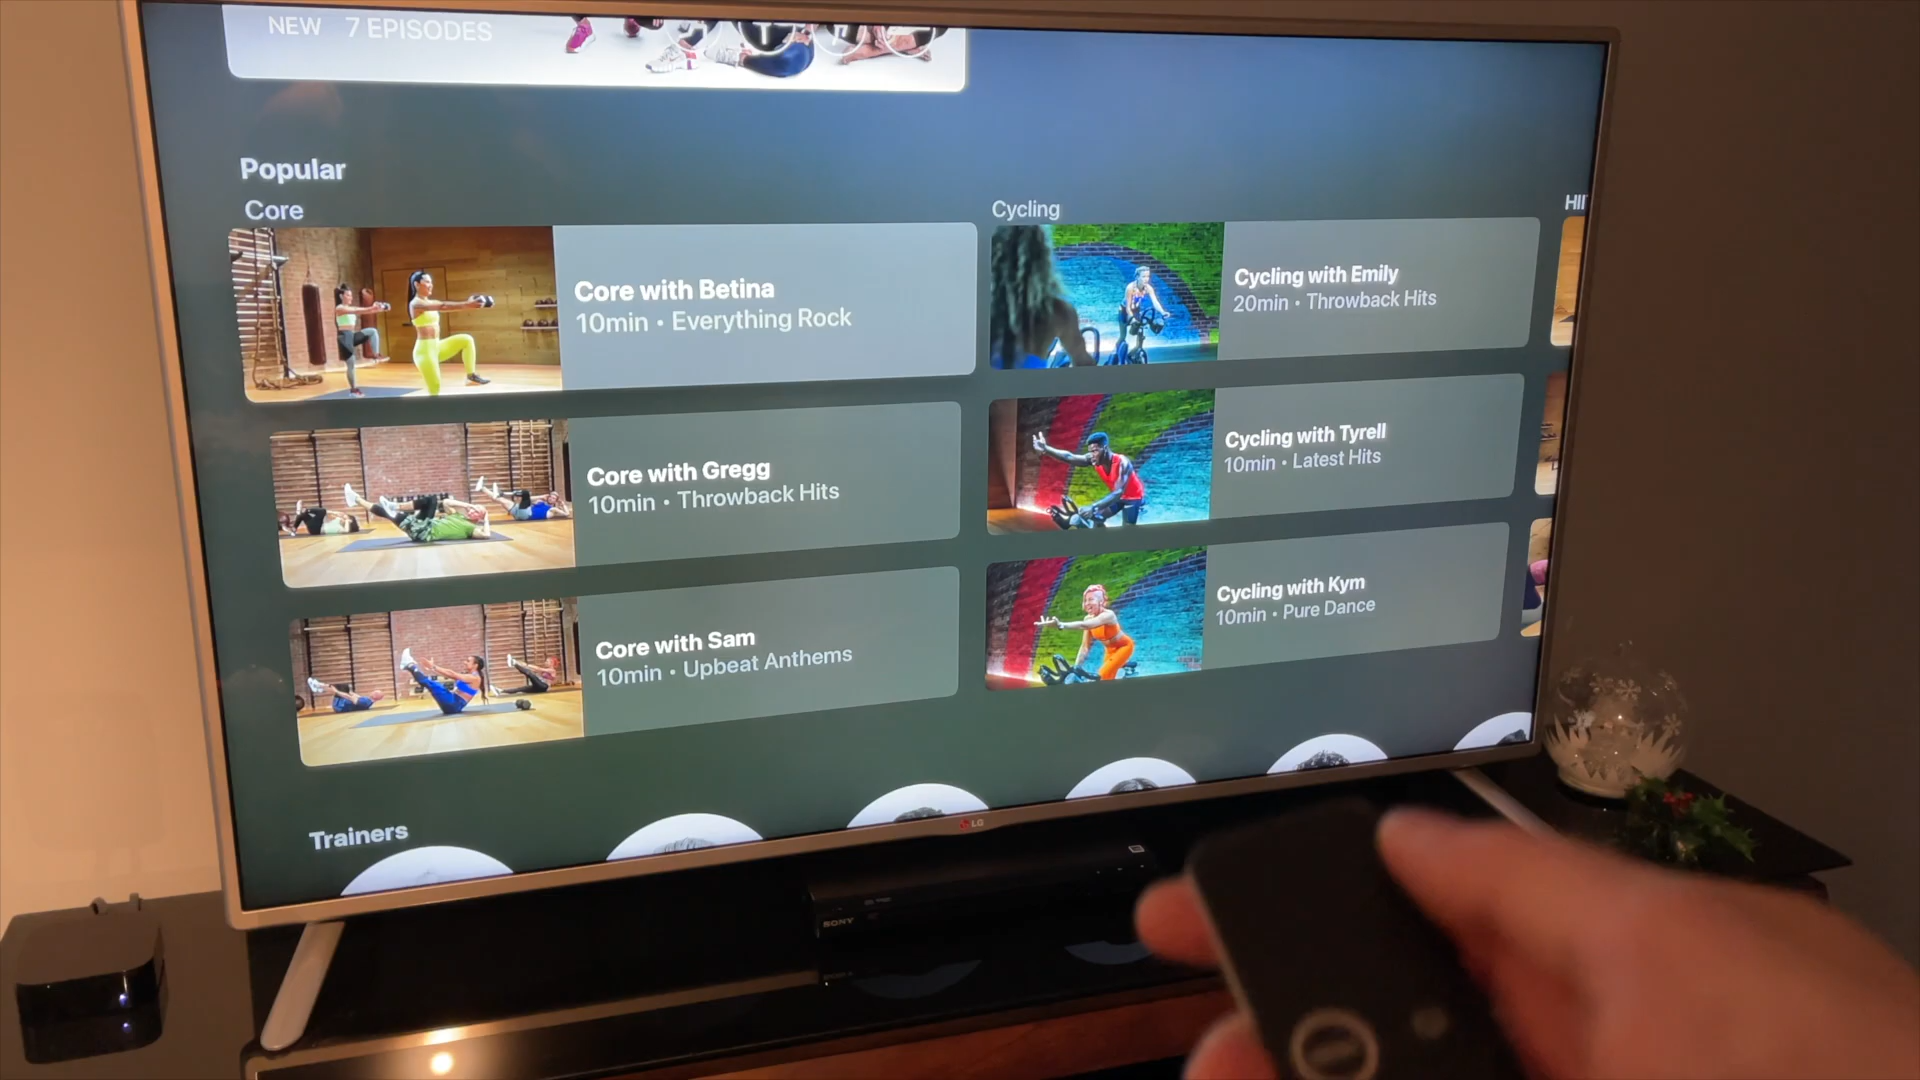 NEW 7 EPISODES
Popular
Core
Core with Betina
10min • Everything Rock
Core with Gregg
10min • Throwback Hits
Core with Sam
10min • Upbeat Anthems
Cycling
Cycling with Emily
20min • Throwback Hits
Cycling with Tyrell
10min • Latest Hits
Cycling with Kym
10min • Pure Dance
Trainers
LG
SONY